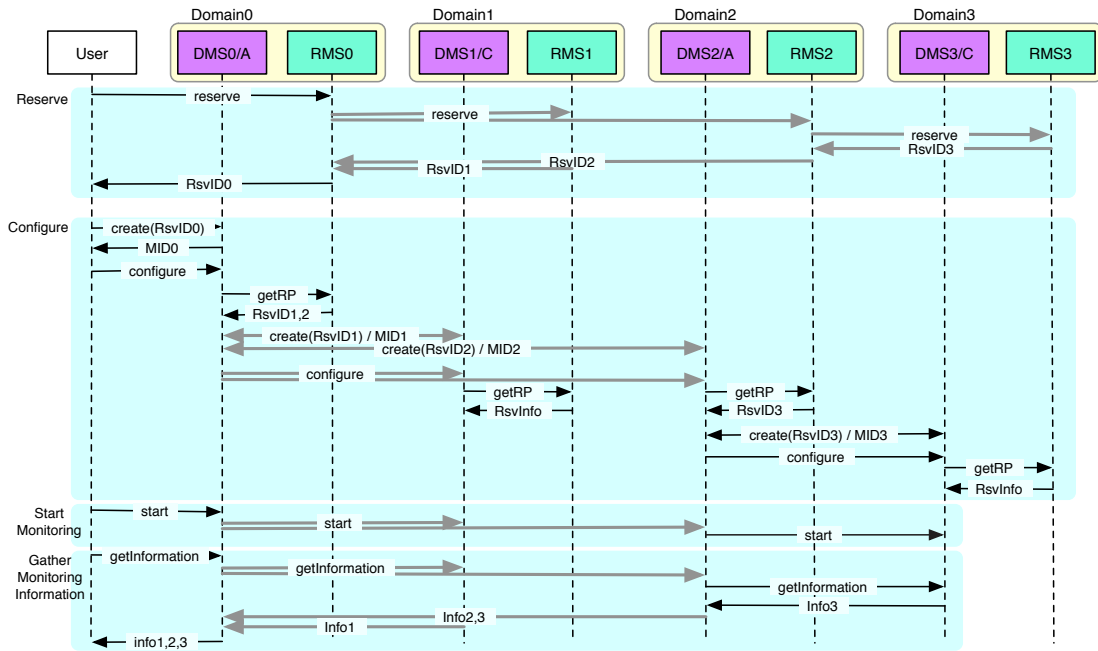 Domain0
Domain1
Domain2
Domain3
User
DMS0/A
RMS0
DMS1/C
RMS1
DMS2/A
RMS2
DMS3/C
RMS3
Reserve
reserve
reserve
reserve
RsvID3
RsvID2
RsvID1
RsvID0
Configure
create(RsvID0)
MID0
configure
getRP
RsvID1,2
create(RsvID1) / MID1
create(RsvID2) / MID2
configure
getRP
getRP
RsvInfo
RsvID3
create(RsvID3) / MID3
configure
getRP
RsvInfo
Start
Monitoring
start
start
start
Gather
Monitoring
Information
getInformation
getInformation
getInformation
Info3
Info2,3
Info1
info1,2,3